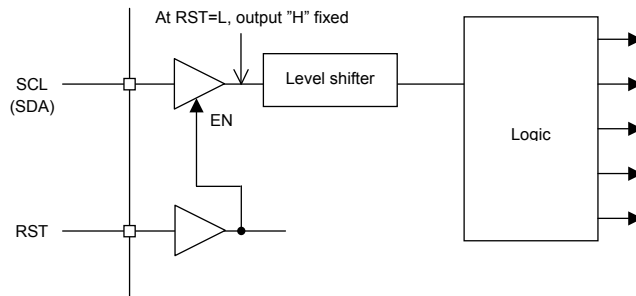 At RST=L, output ”H” fixed
SCL
(SDA)
Level shifter
EN
Logic
RST